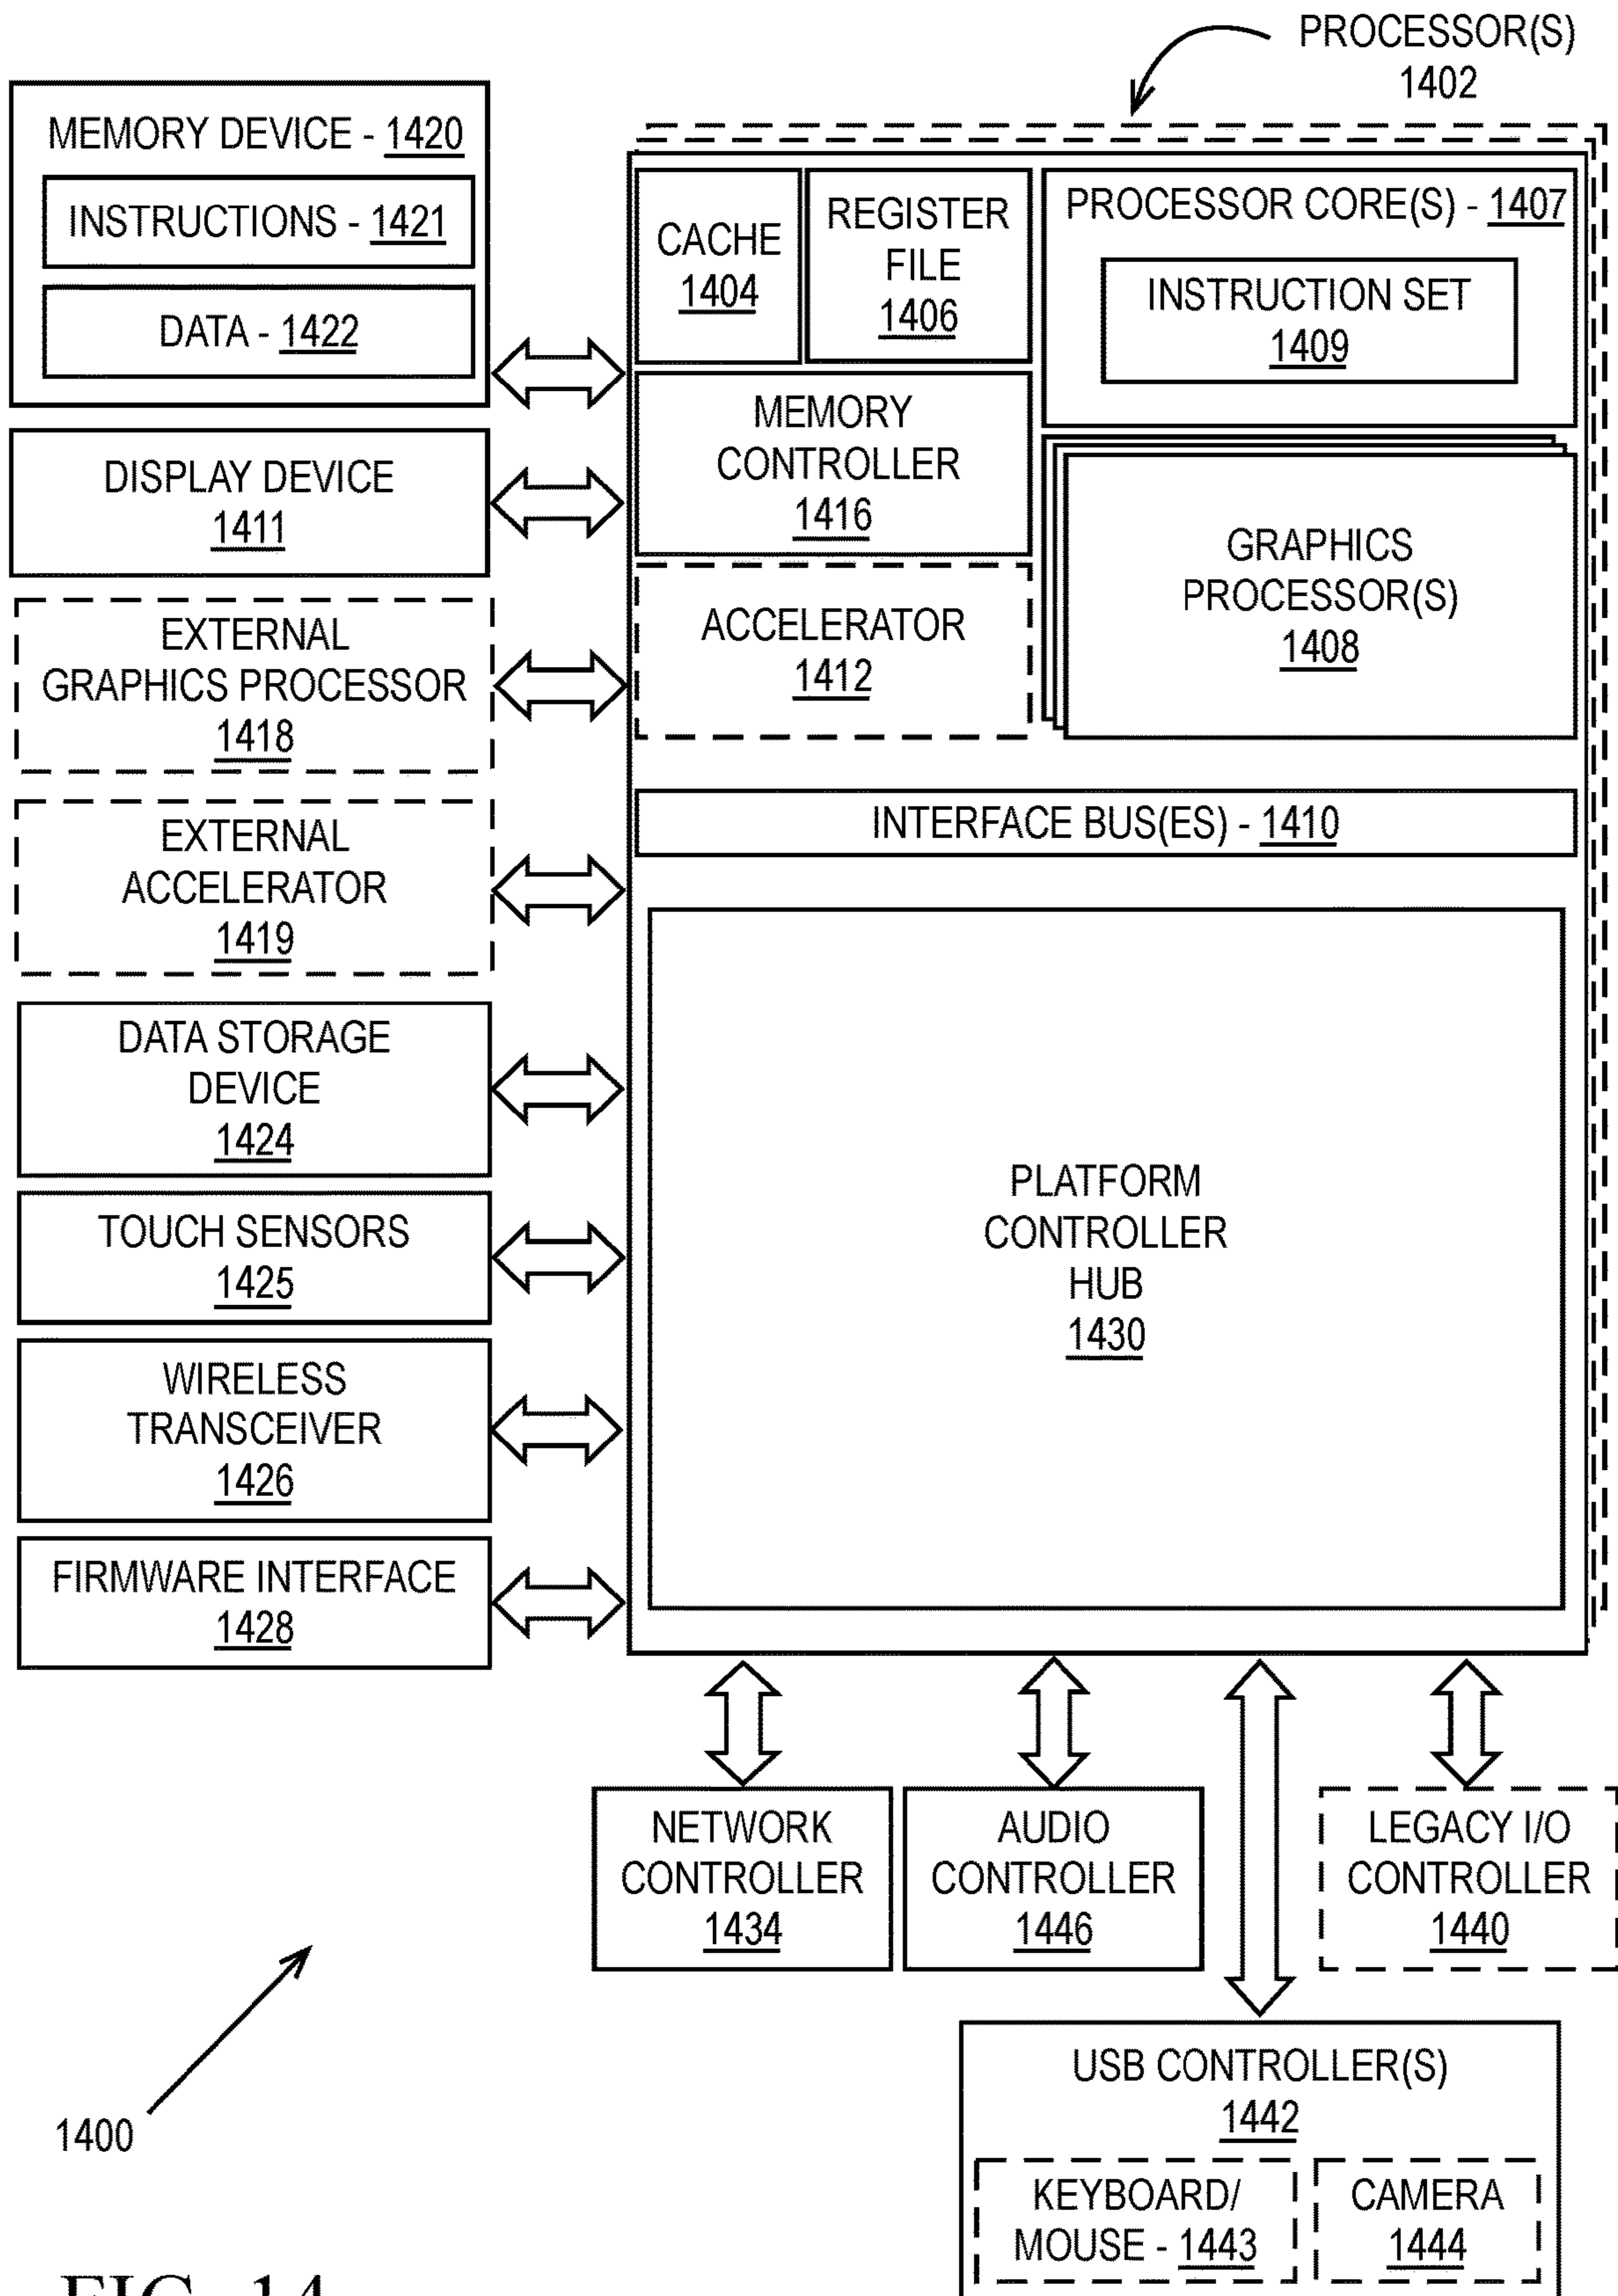 PROCESSOR(S)
1402
MEMORY DEVICE - 1420
INSTRUCTIONS - 1421
DATA - 1422
DISPLAY DEVICE
1411
EXTERNAL
GRAPHICS PROCESSOR
1418
EXTERNAL
ACCELERATOR
1419
DATA STORAGE
DEVICE
1424
TOUCH SENSORS
1425
WIRELESS
TRANSCEIVER
1426
FIRMWARE INTERFACE
1428
CACHE
1404
REGISTER
FILE
1406
PROCESSOR CORE(S) - 1407
INSTRUCTION SET
1409
MEMORY
CONTROLLER
1416
ACCELERATOR
1412
GRAPHICS
PROCESSOR(S)
1408
INTERFACE BUS(ES) - 1410
PLATFORM
CONTROLLER
HUB
1430
NETWORK
CONTROLLER
1434
AUDIO
CONTROLLER
1446
LEGACY I/O
CONTROLLER
1440
USB CONTROLLER(S)
1442
KEYBOARD/
MOUSE - 1443
CAMERA
1444
1400
FIG. 14